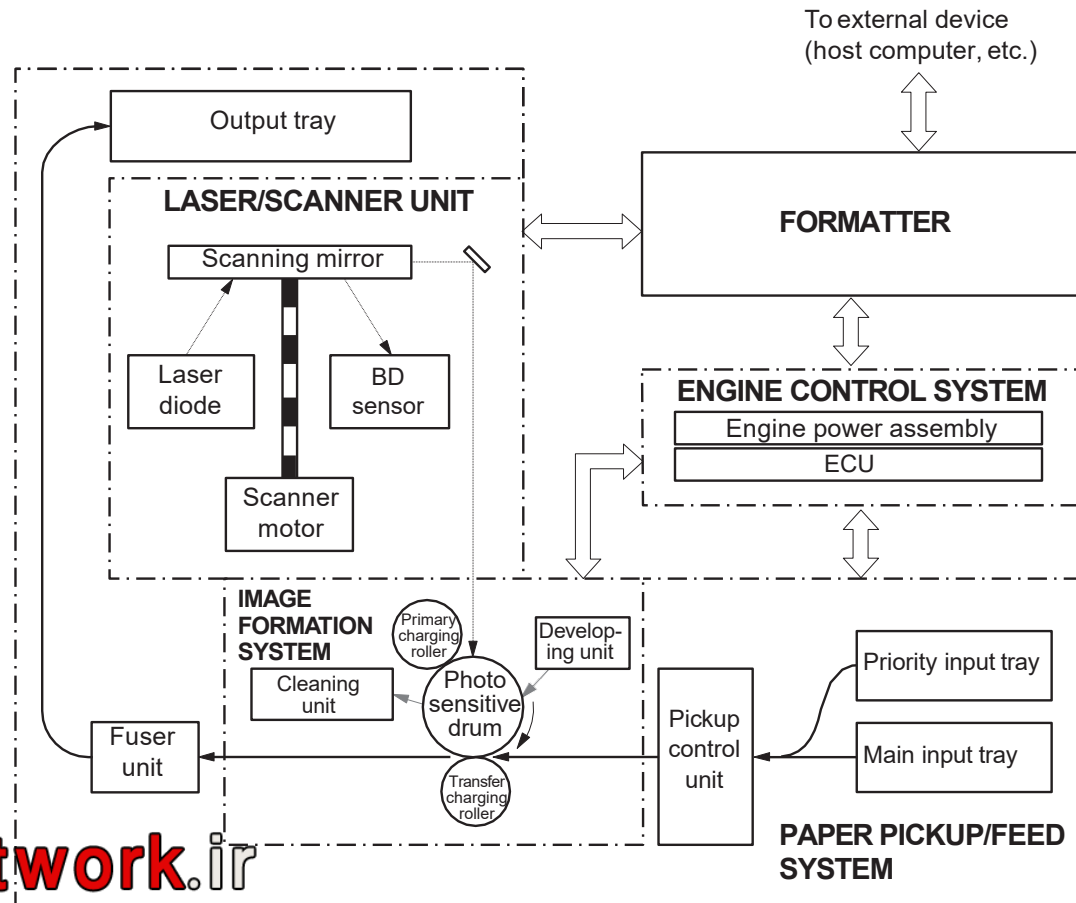 To external device
(host computer, etc.)
Output tray
LASER/SCANNER UNIT
FORMATTER
Scanning mirror
Laser
diode
BD
sensor
ENGINE CONTROL SYSTEM
Engine power assembly
ECU
Scanner
motor
IMAGE
FORMATION
SYSTEM
Primary
charging
roller
Develop-
ing unit
Cleaning
unit
Photo
sensitive
drum
Priority input tray
Pickup
control
unit
Main input tray
Fuser
unit
Transfer
charging
roller
PAPER PICKUP/FEED
SYSTEM
twork.ir